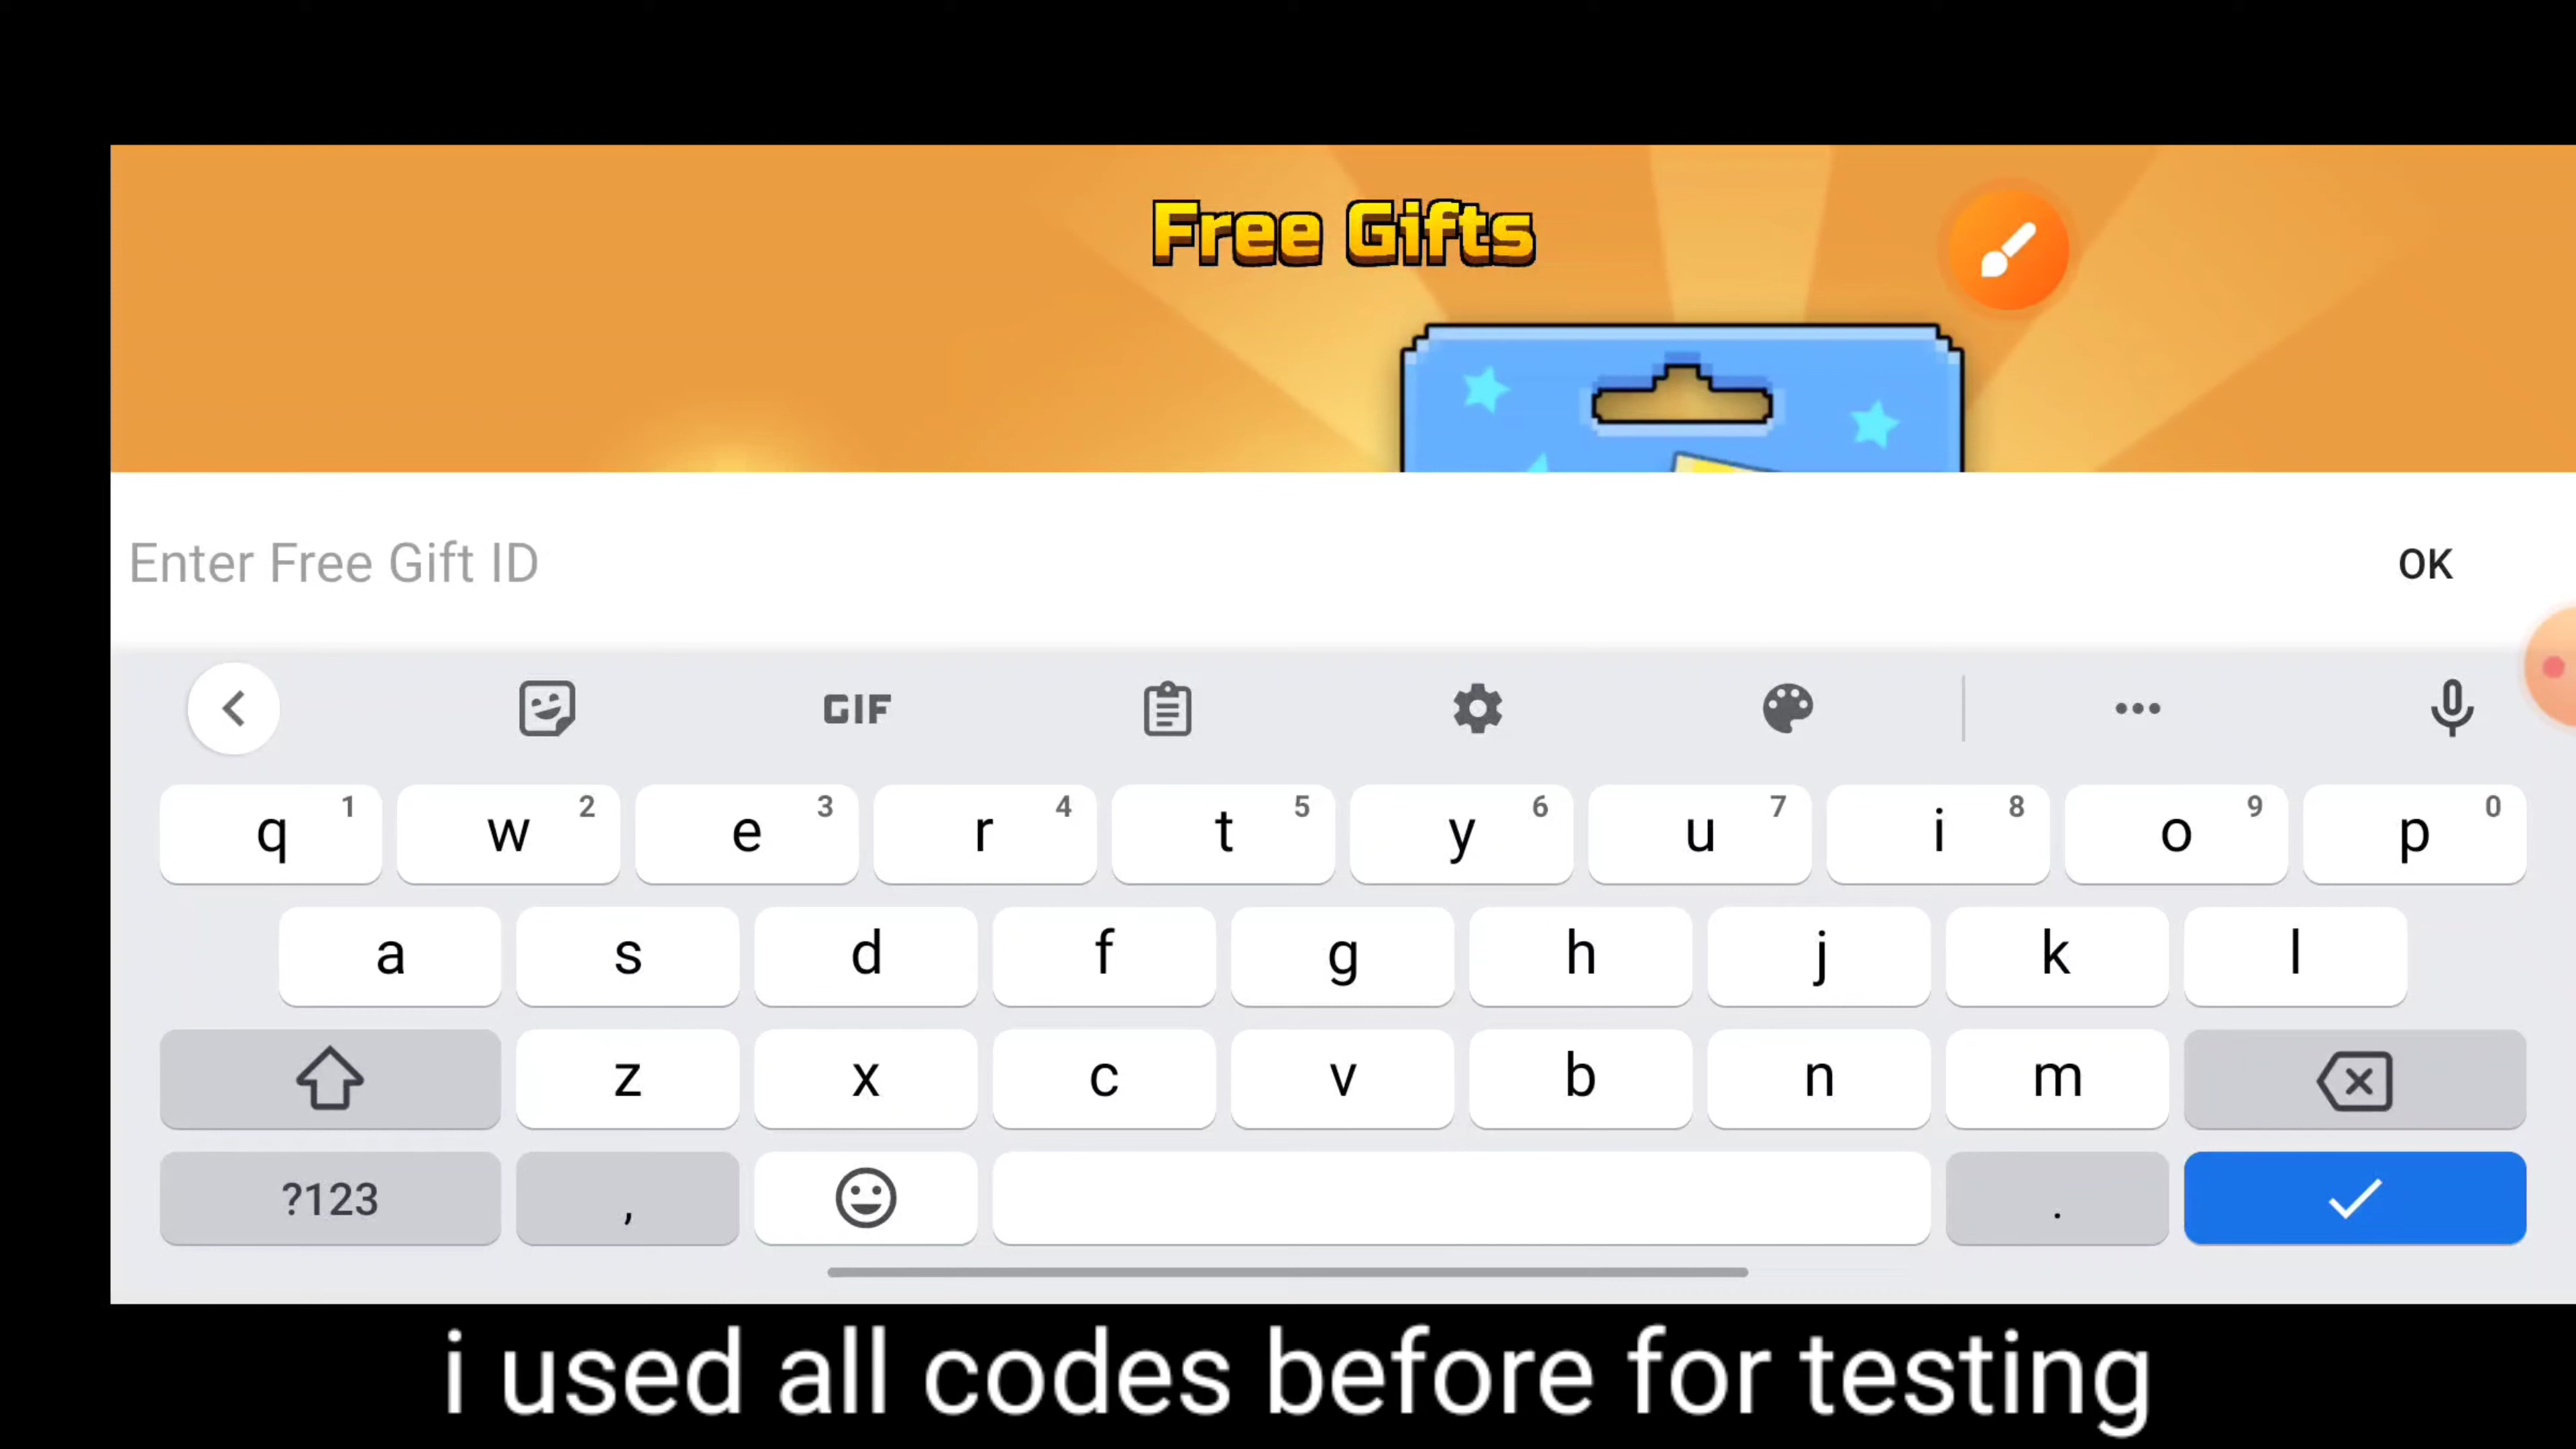 Free Gifts
Enter Free Gift ID
OK
GIF
q 1 w 2 e 3 r 4 t 5 y 6 u 7 i 8 o 9 p 0
a s d f g h j k l
z x c v b n m
?123 , .
i used all codes before for testing